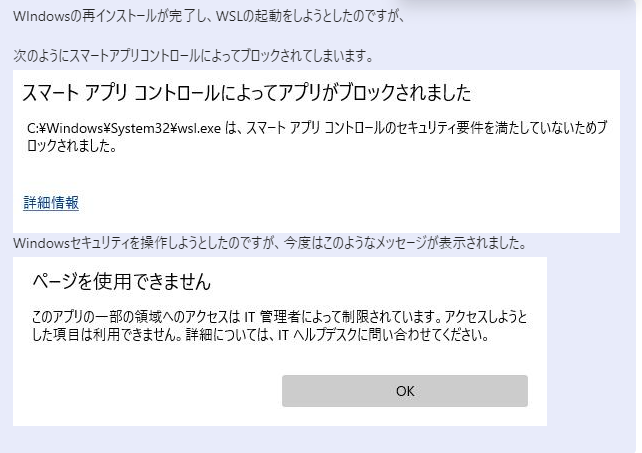 WIndowsの再インストールが完了し、WSLの起動をしようとしたのですが、
次のようにスマートアプリコントロールによってブロックされてしまいます。
スマート アプリ コントロールによってアプリがブロックされました
C:¥Windows¥System32¥wsl.exe は、スマート アプリ コントロールのセキュリティ要件を満たしていないためブ
ロックされました。
詳細情報
Windowsセキュリティを操作しようとしたのですが、今度はこのようなメッセージが表示されました。
ページを使用できません
このアプリの一部の領域へのアクセスは IT 管理者によって制限されています。アクセスしようと
した項目は利用できません。詳細については、IT ヘルプデスクに問い合わせてください。
OK